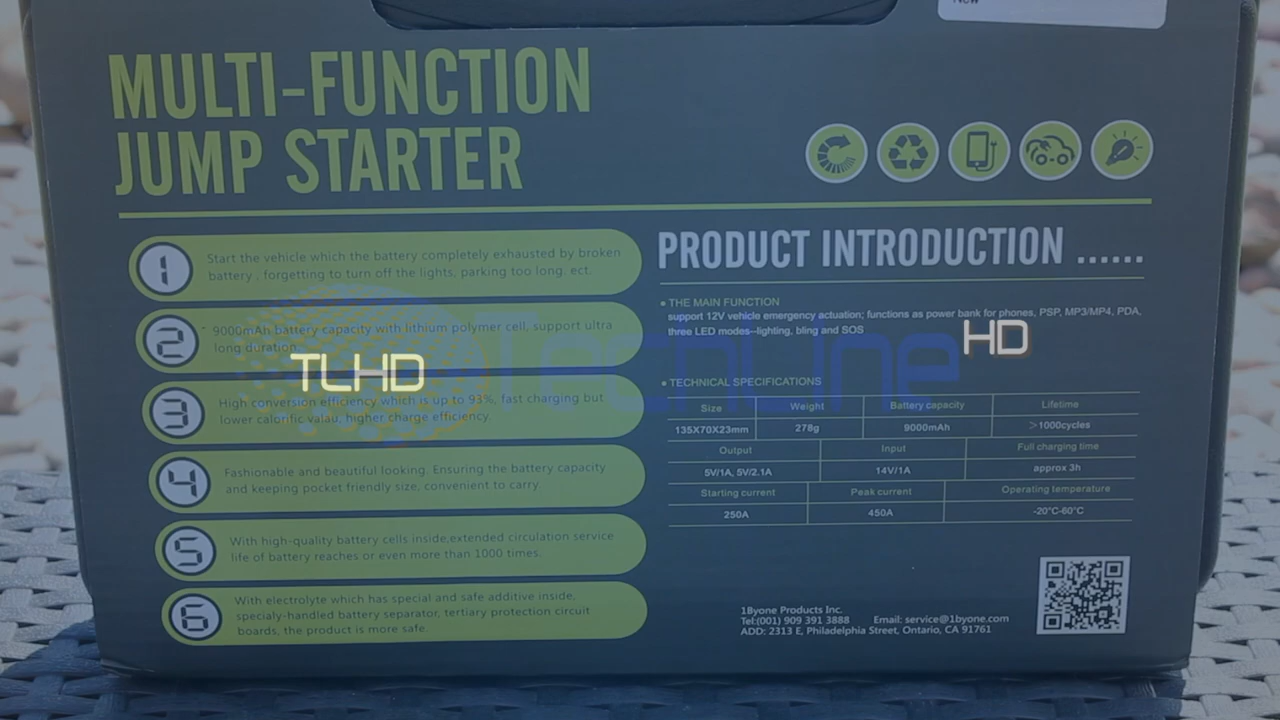 New
MULTI-FUNCTION
JUMP STARTER
1
Start the vehicle which the battery completely exhausted by broken
battery , forgetting to turn off the lights, parking too long. ect.
2
9000mAh battery capacity with lithium polymer cell, support ultra
long duration.
3
High conversion efficiency which is up to 93%, fast charging but
lower calorific valau, higher charge efficiency.
4
Fashionable and beautiful looking. Ensuring the battery capacity
and keeping pocket friendly size, convenient to carry.
5
With high-quality battery cells inside,extended circulation service
life of battery reaches or even more than 1000 times.
6
With electrolyte which has special and safe additive inside.
specialy-handled battery separator, tertiary protection circuit
boards, the product is more safe.
PRODUCT INTRODUCTION ......
• THE MAIN FUNCTION
support 12V vehicle emergency actuation; functions as power bank for phones, PSP, MP3/MP4, PDA,
three LED modes--lighting, bling and SOS
• TECHNICAL SPECIFICATIONS
Size Weight Battery capacity Lifetime
135X70X23mm 278g 9000mAh >1000cycles
Output Input Full charging time
5V/1A, 5V/2.1A 14V/1A approx 3h
Starting current Peak current Operating temperature
250A 450A -20°C-60°C
1Byone Products Inc.
Tel:(001) 909 391 3888 Email: service@1byone.com
ADD: 2313 E, Philadelphia Street, Ontario, CA 91761
TLHD
TechLine
HD